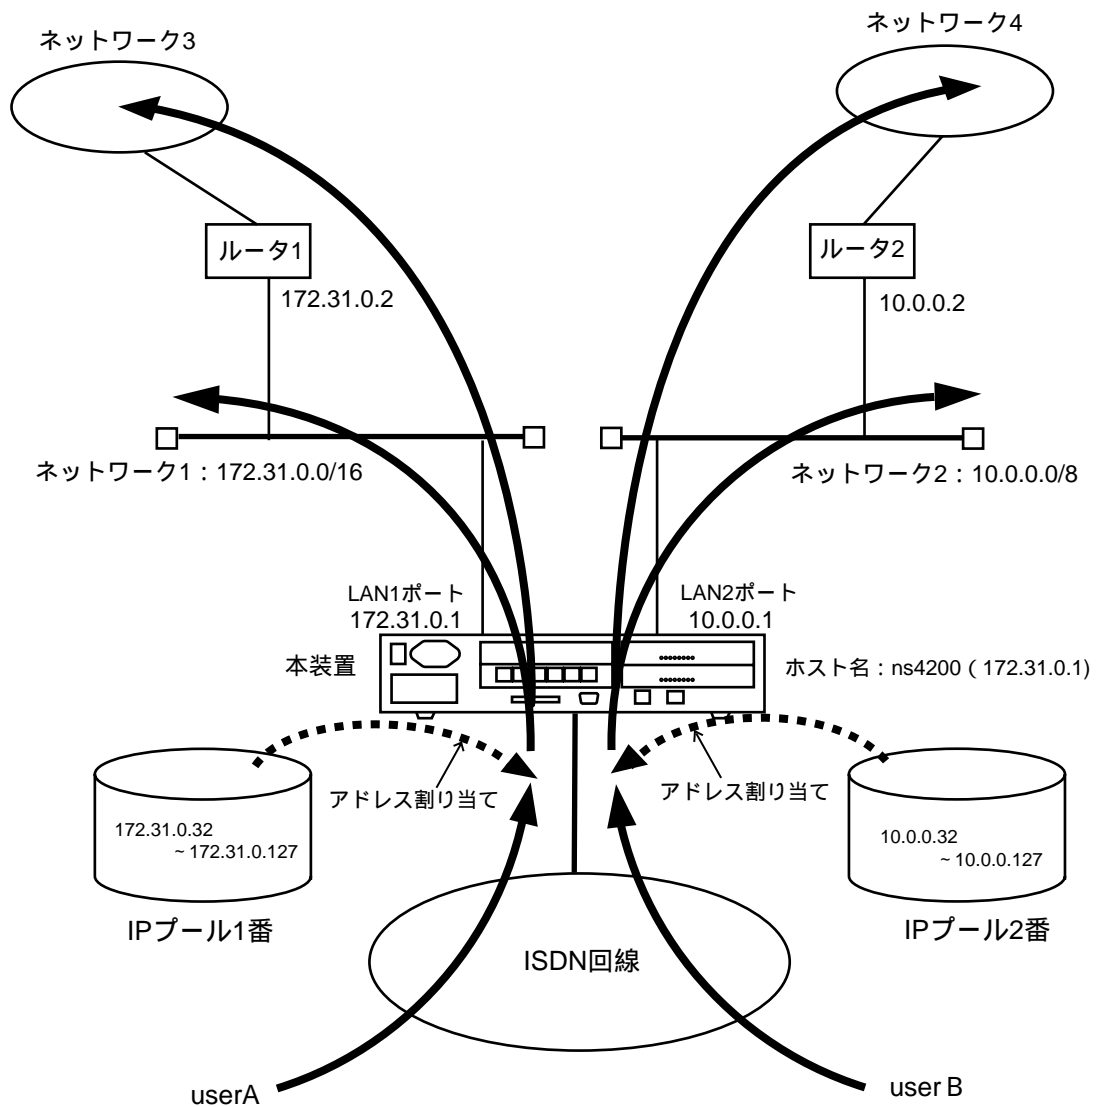 ネットワーク3
ネットワーク4
ルータ1
ルータ2
172.31.0.2
10.0.0.2
ネットワーク1：172.31.0.0/16
ネットワーク2：10.0.0.0/8
LAN1ポート
172.31.0.1
LAN2ポート
10.0.0.1
本装置
ホスト名：ns4200（172.31.0.1)
アドレス割り当て
アドレス割り当て
172.31.0.32
～172.31.0.127
10.0.0.32
～10.0.0.127
IPプール1番
IPプール2番
ISDN回線
userA
user B